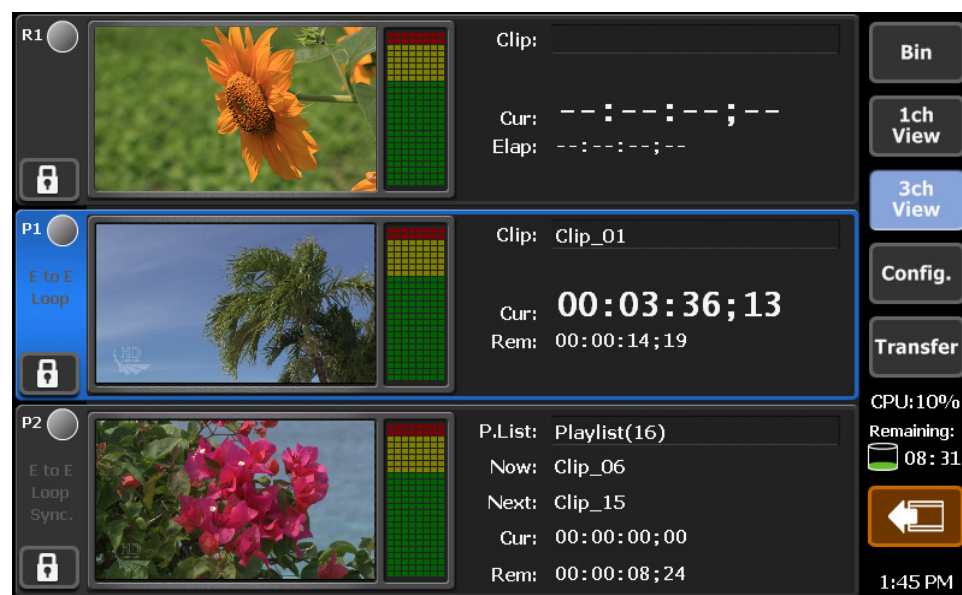 R1
Clip:
Cur: --:--:--;--
Elap: --:--:--;--
P1
E to E
Loop
Clip: Clip_01
Cur: 00:03:36;13
Rem: 00:00:14;19
HD
P2
E to E
Loop
Sync.
P.List: Playlist(16)
Now: Clip_06
Next: Clip_15
Cur: 00:00:00;00
Rem: 00:00:08;24
HD
Bin
1ch
View
3ch
View
Config.
Transfer
CPU:10%
Remaining:
08:31
1:45 PM